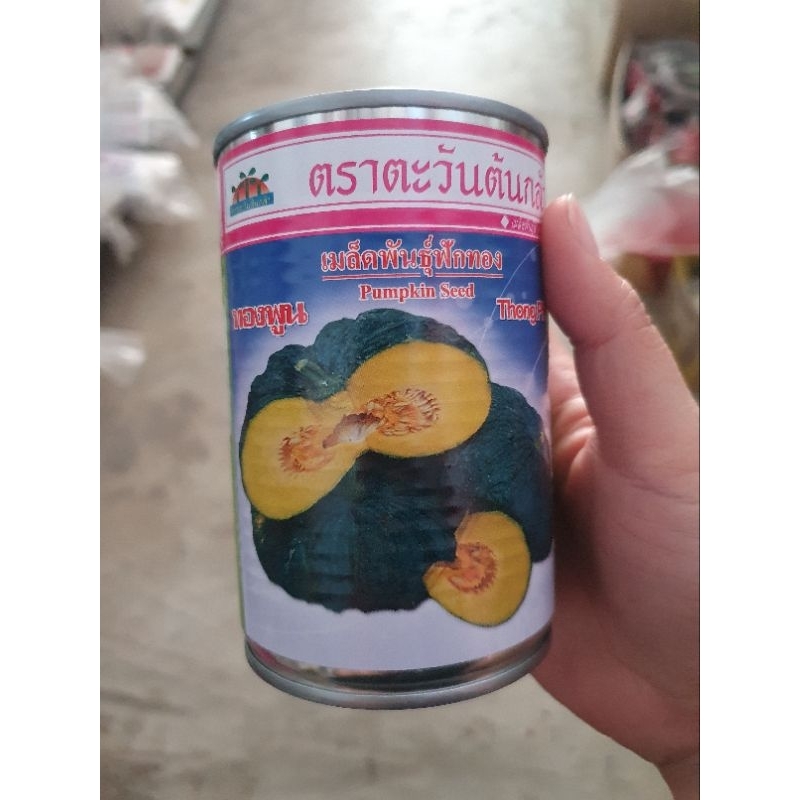 ตราตะวันต้นกล้า
เมล็ดพันธุ์ฟักทอง
Pumpkin Seed
ทองพูน
Thong